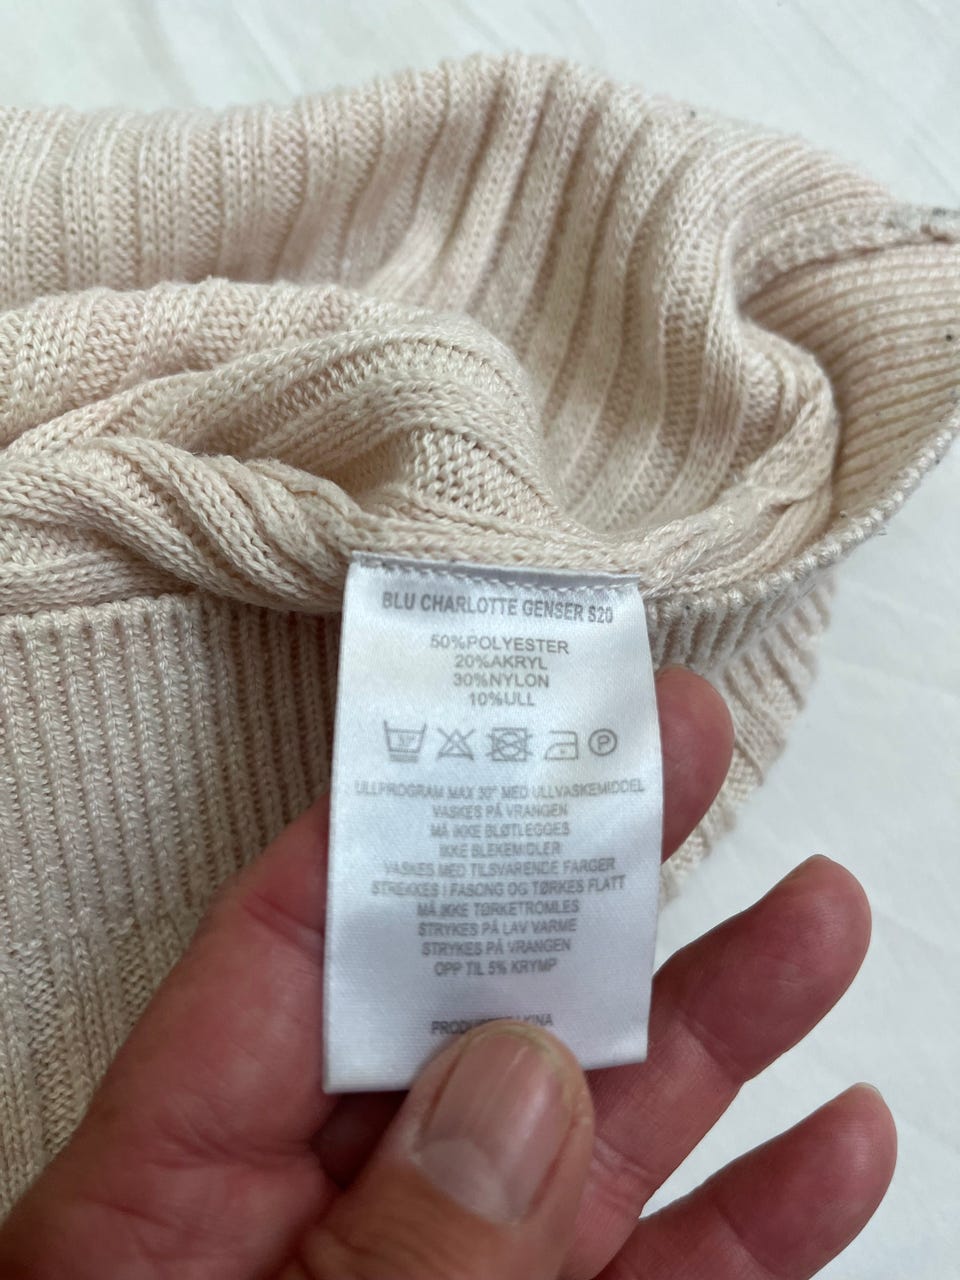 BLU CHARLOTTE GENSER S20
50%POLYESTER
20%AKRYL
30%NYLON
10%ULL
P
ULLPROGRAM MAX 30° MED ULLVASKEMIDDEL
VASKES PÅ VRANGEN
MÅ IKKE BLØTLEGGES
IKKE BLEKEMIDLER
VASKES MED TILSVARENDE FARGER
STREKKES I FASONG OG TØRKES FLATT
MÅ IKKE TØRKETROMLES
STRYKES PÅ LAV VARME
STRYKES PÅ VRANGEN
OPP TIL 5% KRYMP
KINA